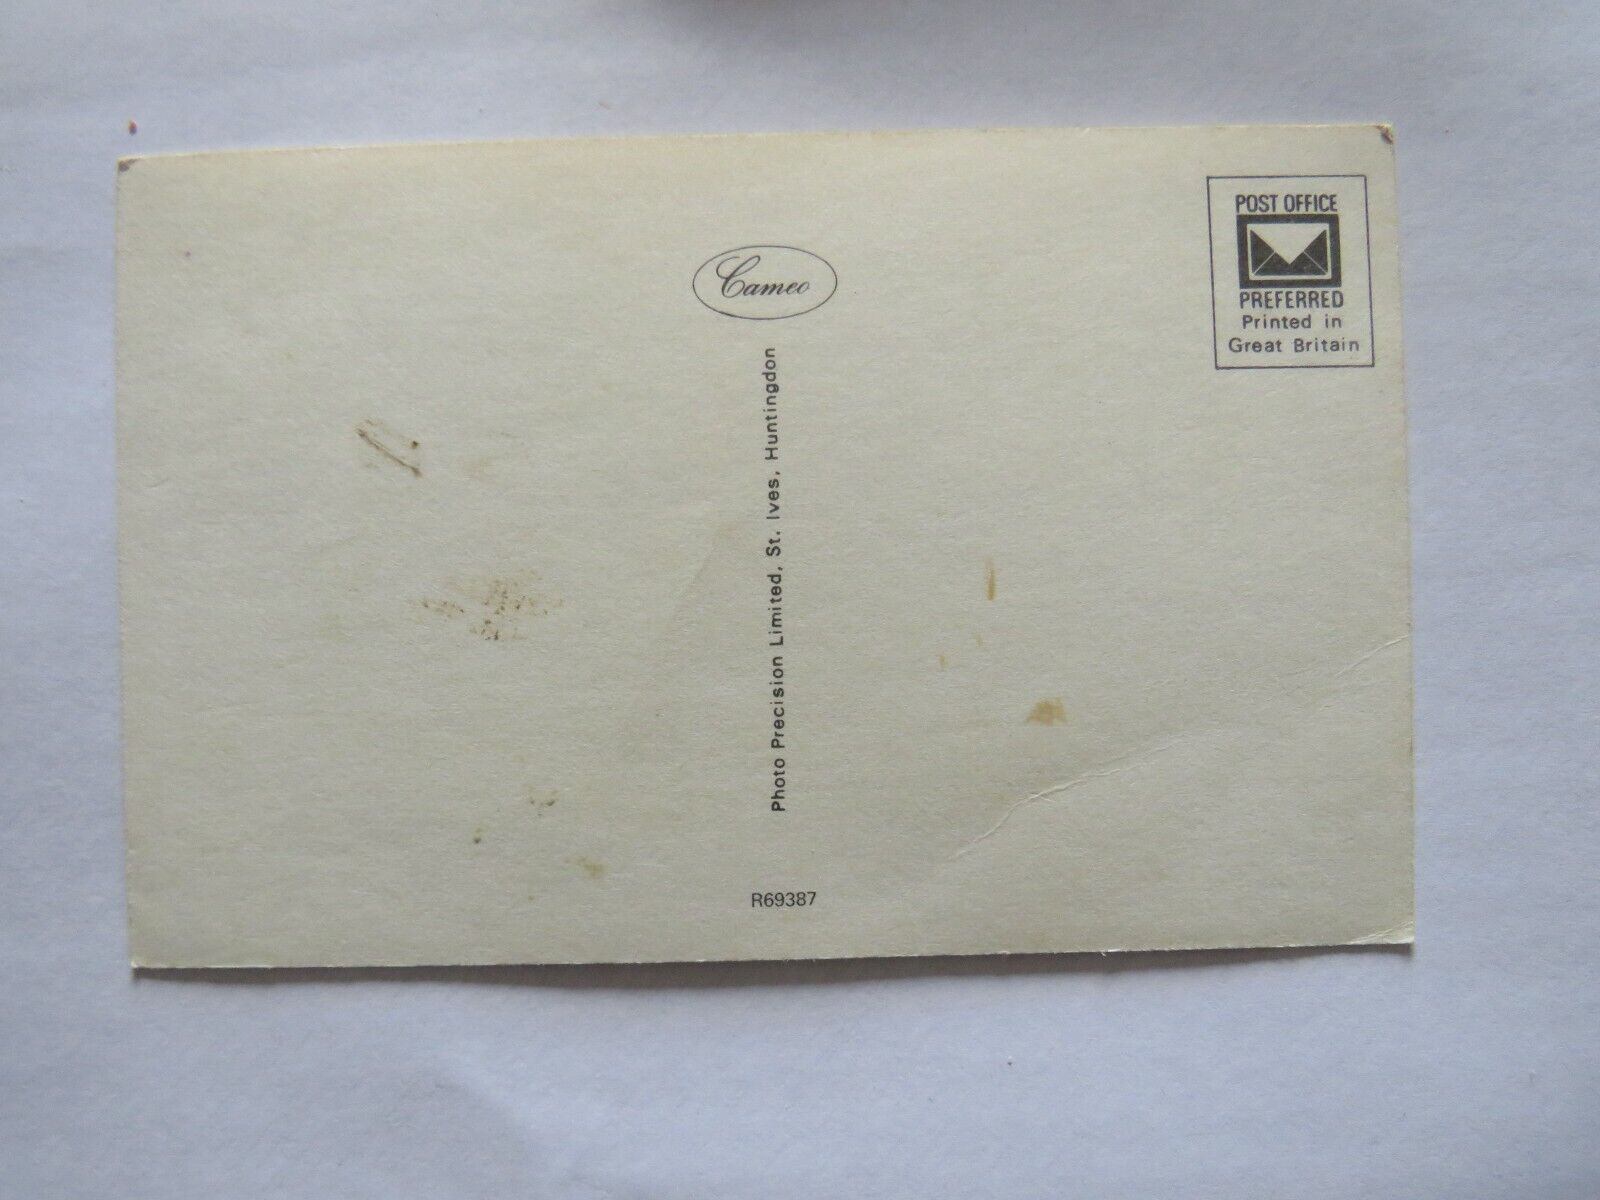 Cameo
Photo Precision Limited, St. Ives, Huntingdon
R69387
POST OFFICE
PREFERRED
Printed in
Great Britain